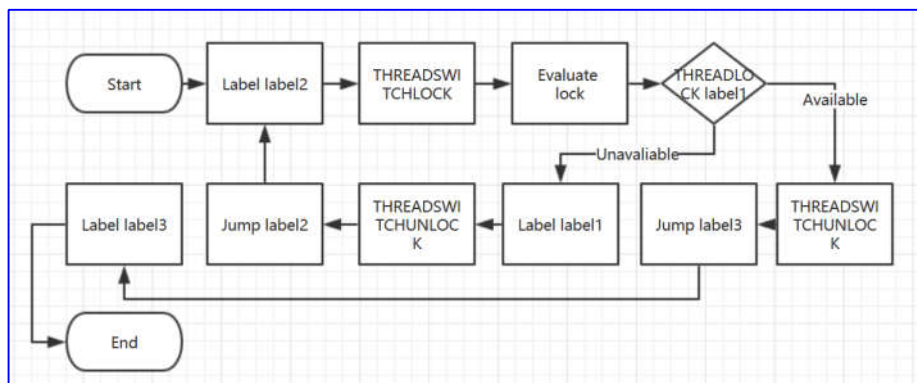 Start
Label label2
THREADSWI
TCHLOCK
Evaluate
lock
THREADLO
CK label1
Available
Unavaliable
Label label3
Jump label2
THREADSWI
TCHUNLOC
K
Label label1
Jump label3
THREADSWI
TCHUNLOC
K
End